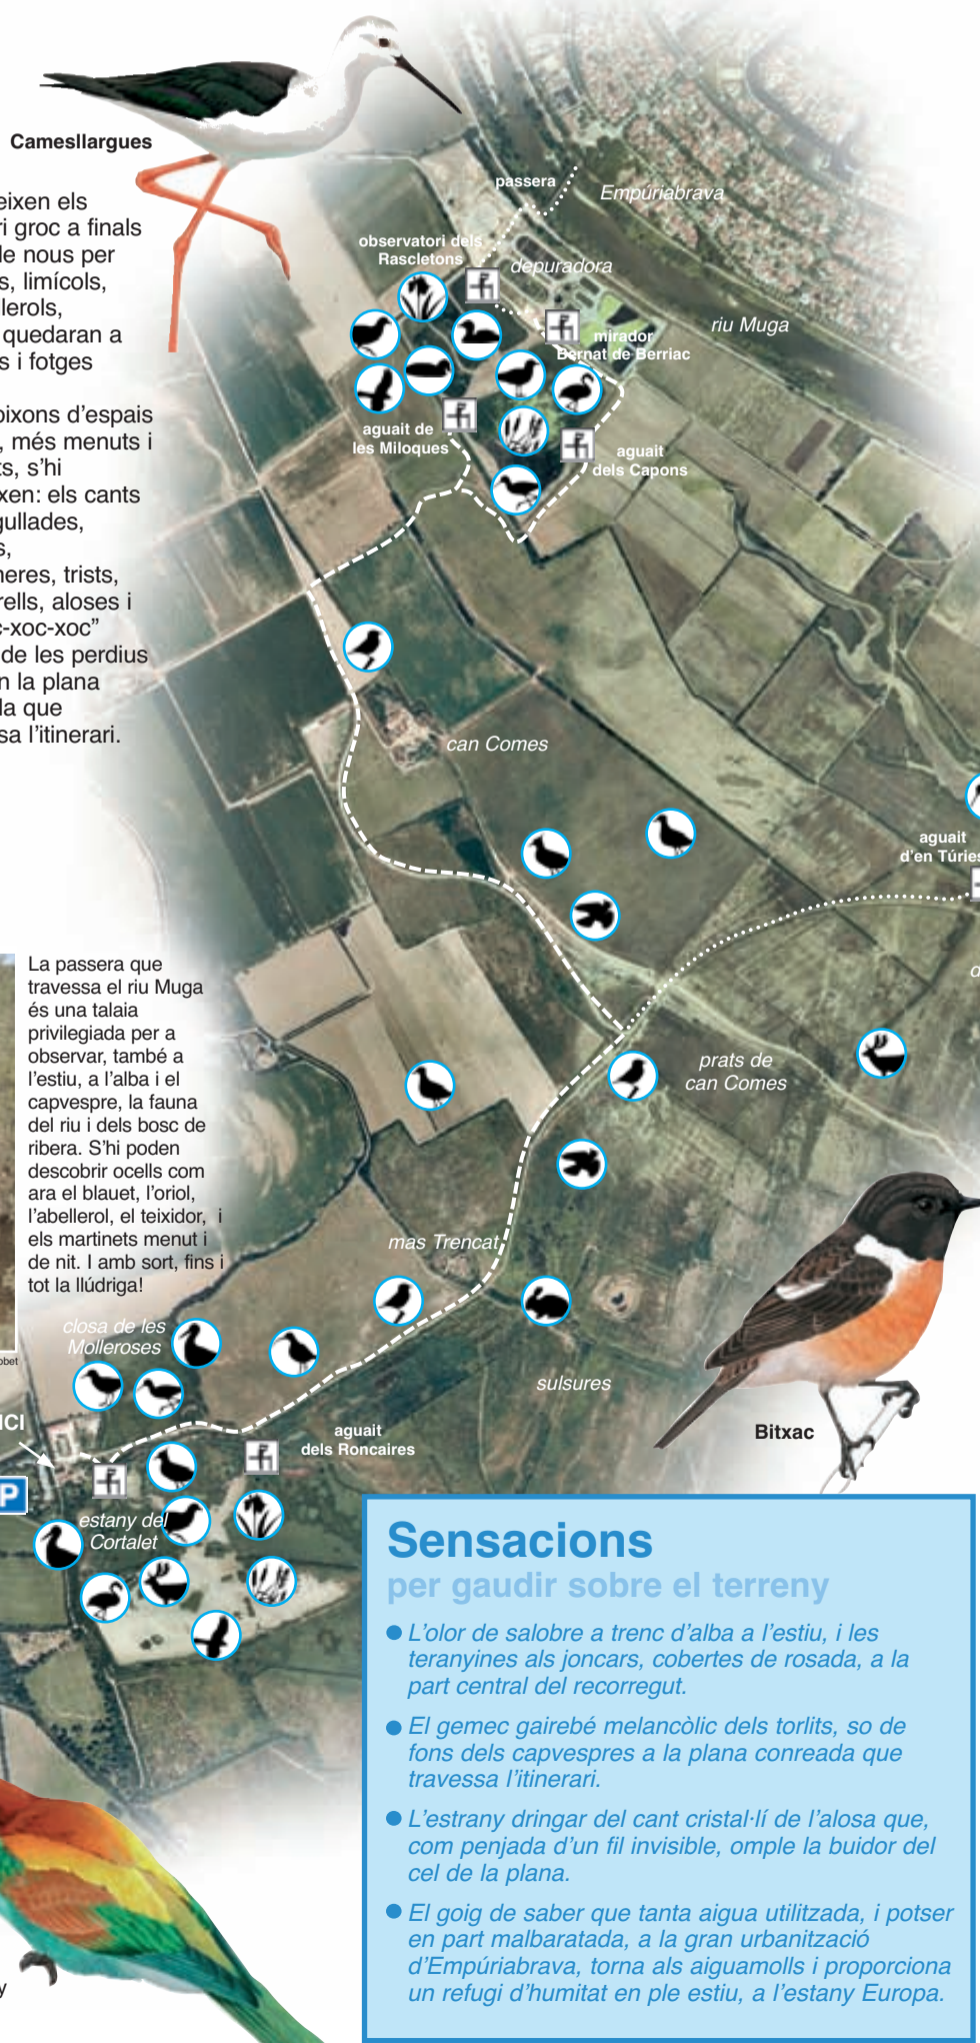 Camesllargues
passera
Empúriabrava
observatori dels
Rascletons
depuradora
mirador
Bernat de Berriac
riu Muga
aguait de
les Miloques
aguait
dels Capons
eixen els
ri groc a finals
de nous per
s, limícols,
lerols,
quedaran a
s i fotges
oixons d’espais
, més menuts i
ts, s’hi
ixen: els cants
gullades,
s,
neres, trists,
rells, aloses i
c-xoc-xoc”
de les perdius
n la plana
da que
sa l’itinerari.
can Comes
aguait
d’en Túries
prats de
can Comes
La passera que
travessa el riu Muga
és una talaia
privilegiada per a
observar, també a
l’estiu, a l’alba i el
capvespre, la fauna
del riu i dels bosc de
ribera. S’hi poden
descobrir ocells com
ara el blauet, l’oriol,
l’abellerol, el teixidor, i
els martinets menut i
de nit. I amb sort, fins i
tot la llúdriga!
obet
mas Trencat
closa de les
Molleroses
sulsures
ICI
P
aguait
dels Roncaires
estany del
Cortalet
Bitxac
Sensacions
per gaudir sobre el terreny
L’olor de salobre a trenc d’alba a l’estiu, i les
teranyines als joncars, cobertes de rosada, a la
part central del recorregut.
El gemec gairebé melancòlic dels torlits, so de
fons dels capvespres a la plana conreada que
travessa l’itinerari.
L’estrany dringar del cant cristal·lí de l’alosa que,
com penjada d’un fil invisible, omple la buidor del
cel de la plana.
El goig de saber que tanta aigua utilitzada, i potser
en part malbaratada, a la gran urbanització
d’Empúriabrava, torna als aiguamolls i proporciona
un refugi d’humitat en ple estiu, a l’estany Europa.